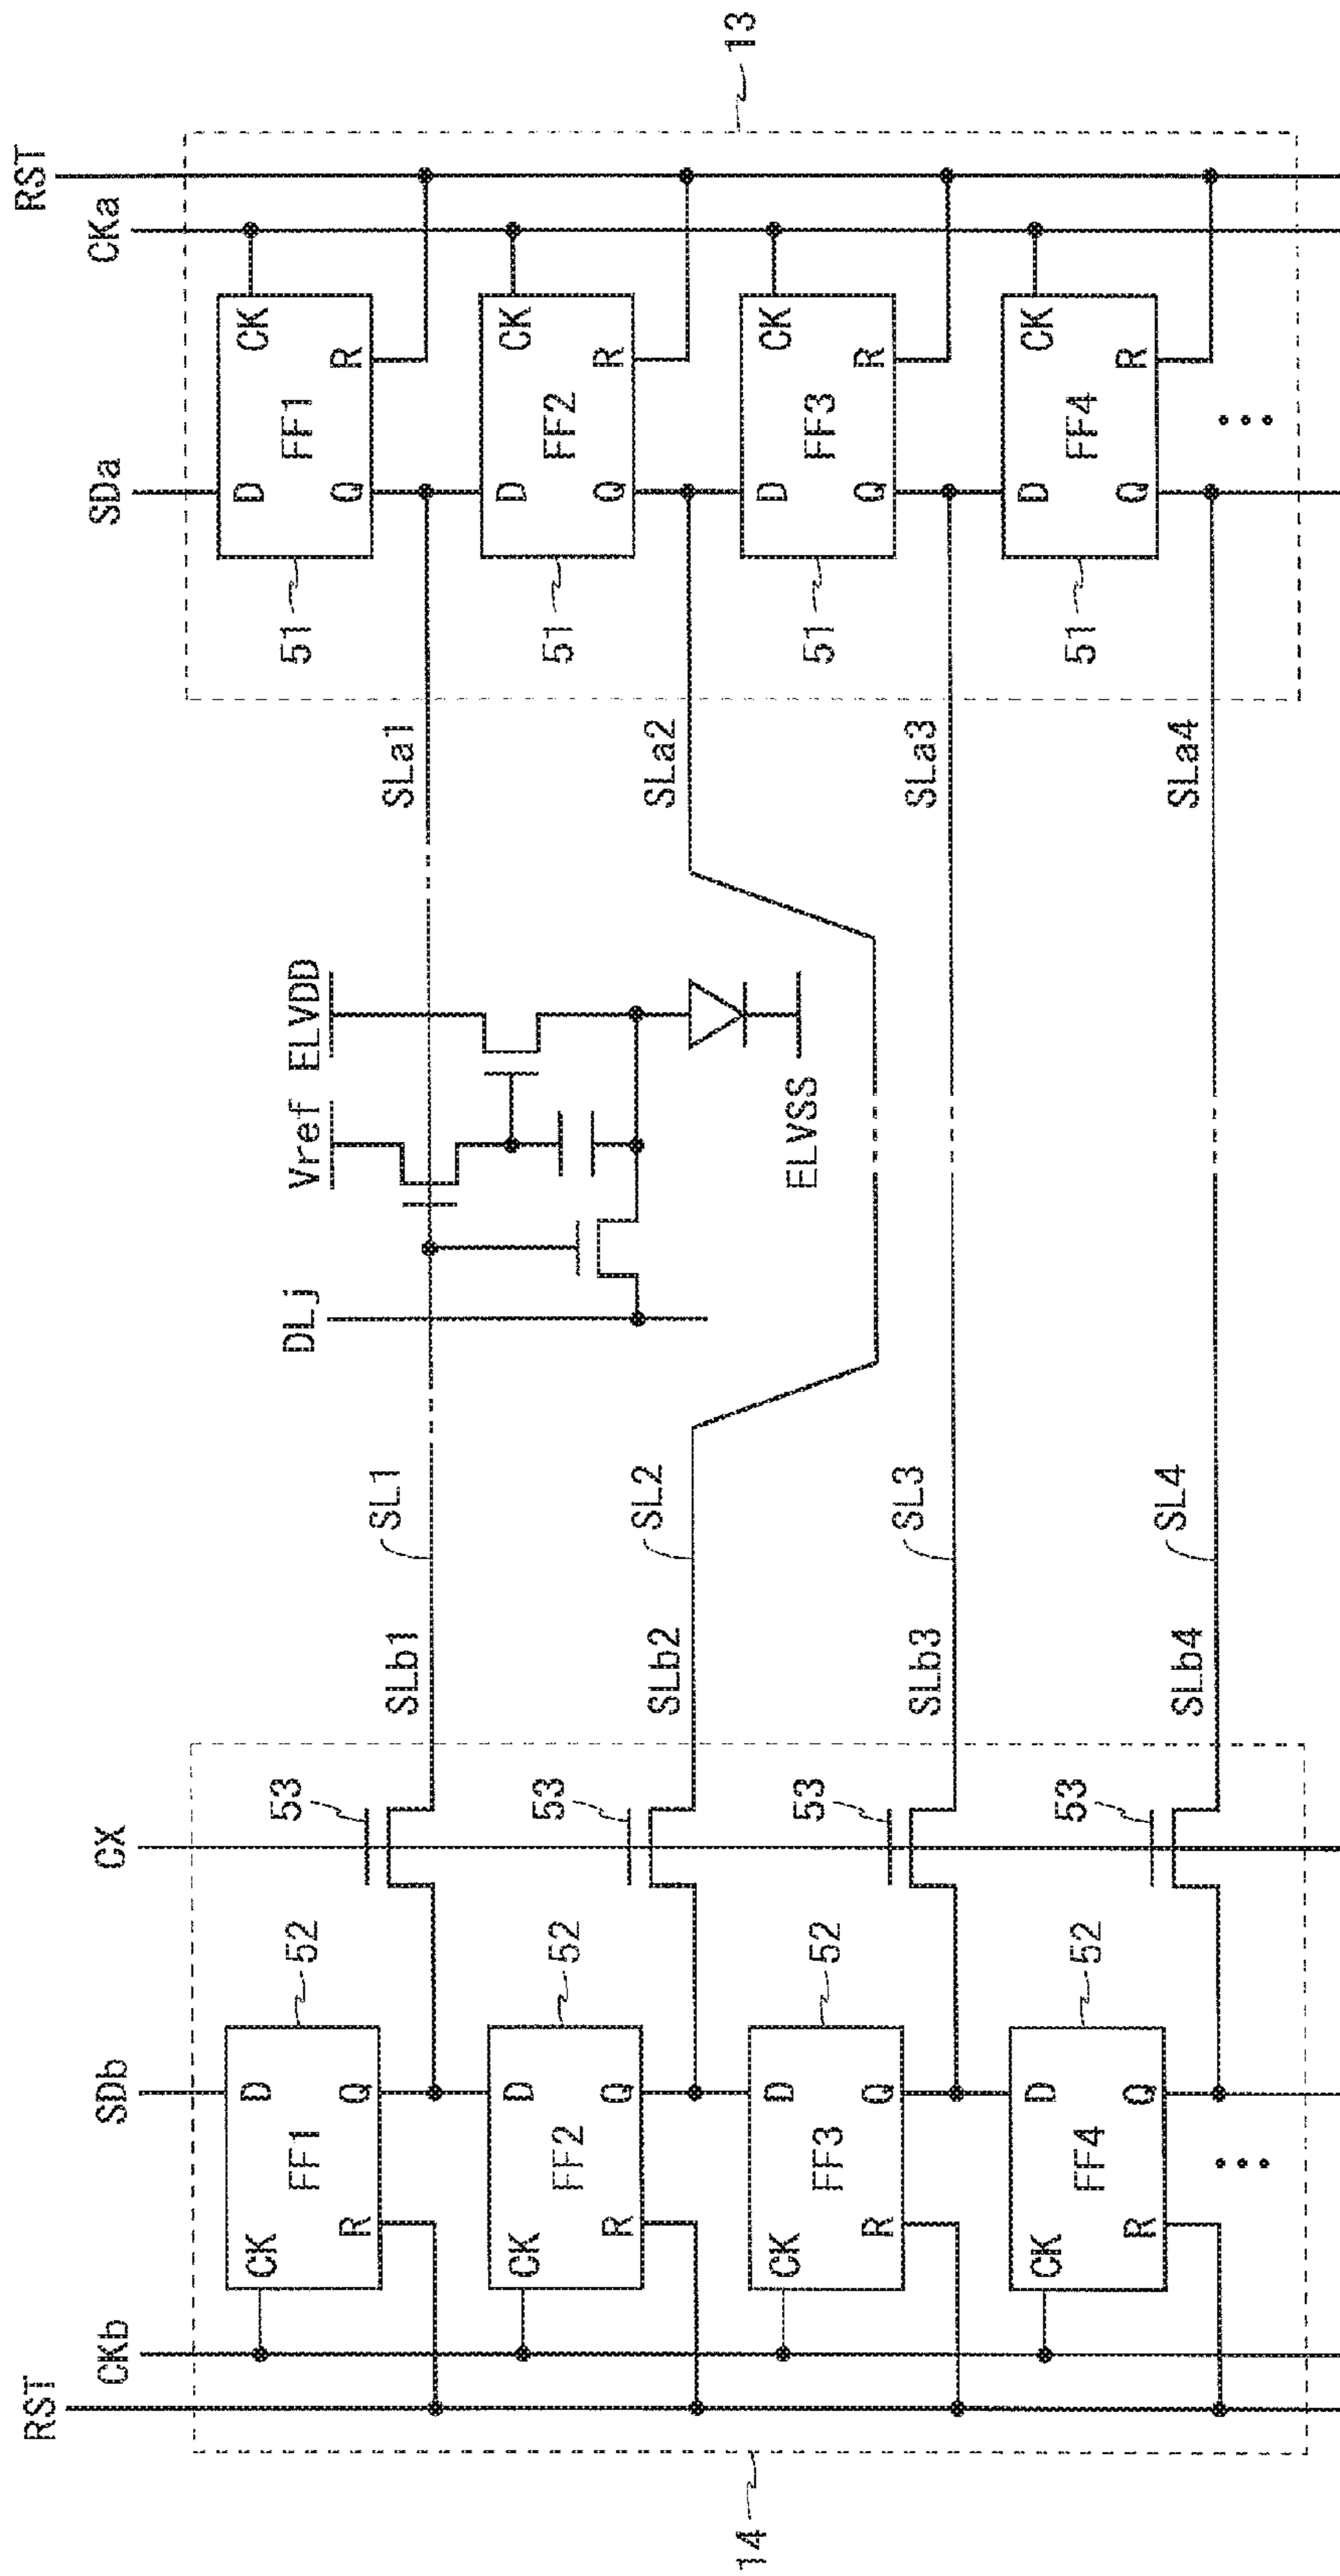 RST RST
CKb SDb CX SDa CKa
CK D D CK
FF1 52 53 DLj Vref ELVDD 51 FF1
R Q Q R
SLb1 SL1 SLa1
CK D D CK
FF2 52 53 51 FF2
R Q Q R
SLb2 SL2 SLa2
14 13
CK D D CK
FF3 52 53 ELVSS 51 FF3
R Q Q R
SLb3 SL3 SLa3
CK D D CK
FF4 52 53 51 FF4
R Q Q R
SLb4 SL4 SLa4